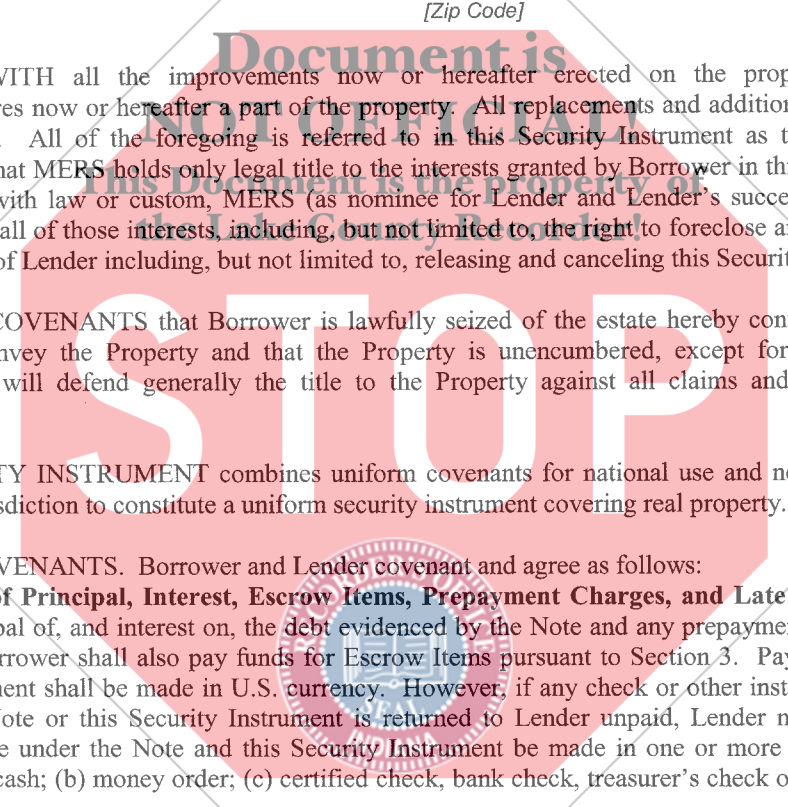 [Zip Code]
Document is
WITH all the improvements now or hereafter erected on the prop
res now or hereafter a part of the property. All replacements and addition
NOT OFFICIAL!
. All of the foregoing is referred to in this Security Instrument as t
hat MERS holds only legal title to the interests granted by Borrower in thi
This Document is the property of
with law or custom, MERS (as nominee for Lender and Lender's succe
the Lake County Recorder!
all of those interests, including, but not limited to, the right to foreclose a
of Lender including, but not limited to, releasing and canceling this Securit
STOP
COVENANTS that Borrower is lawfully seized of the estate hereby con
nvey the Property and that the Property is unencumbered, except for
will defend generally the title to the Property against all claims and
TY INSTRUMENT combines uniform covenants for national use and n
sdiction to constitute a uniform security instrument covering real property.
VENANTS. Borrower and Lender covenant and agree as follows:
f Principal, Interest, Escrow Items, Prepayment Charges, and Late
pal of, and interest on, the debt evidenced by the Note and any prepayme
rrower shall also pay funds for Escrow Items pursuant to Section 3. Pay
ment shall be made in U.S. currency. However, if any check or other inst
Note or this Security Instrument is returned to Lender unpaid, Lender m
e under the Note and this Security Instrument be made in one or more
cash; (b) money order; (c) certified check, bank check, treasurer's check o
RECORDER'S OFFICE
SEAL
INDIANA